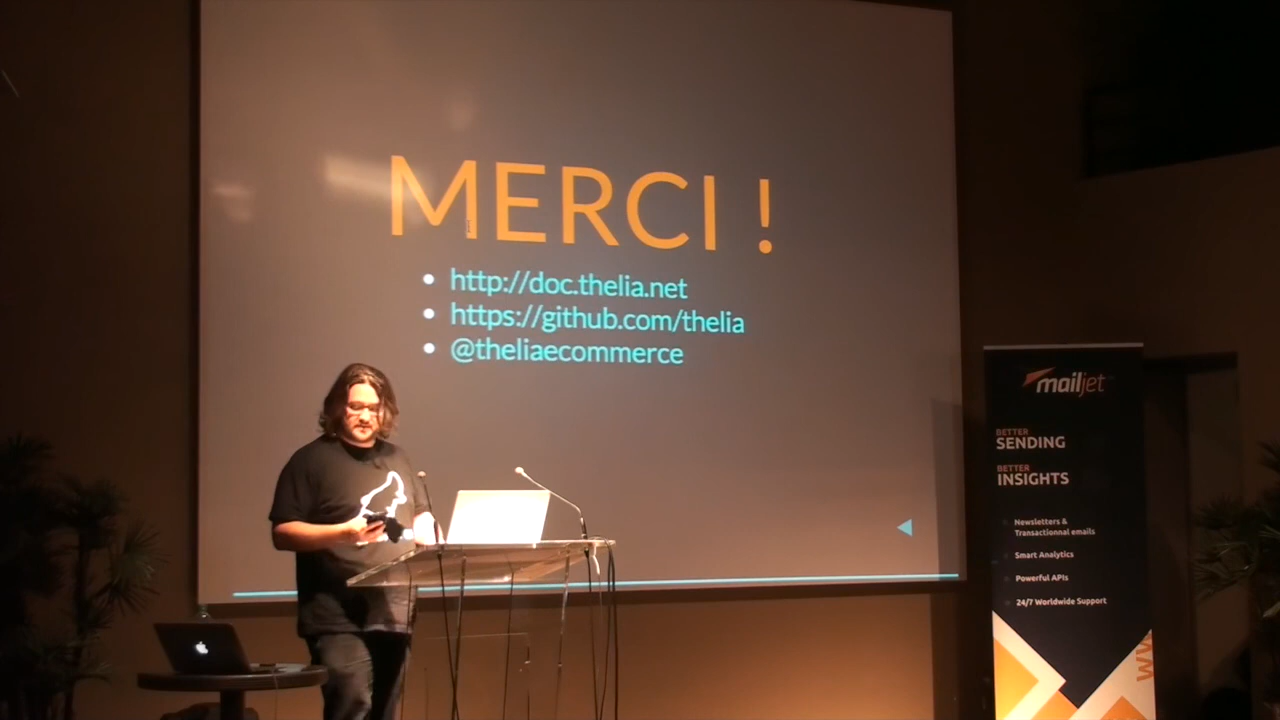 MERCI !
http://doc.thelia.net
https://github.com/thelia
@theliaecommerce
mailjet
BETTER
SENDING
BETTER
INSIGHTS
Newsletters &
Transactionnal emails
Smart Analytics
Powerful APIs
24/7 Worldwide Support